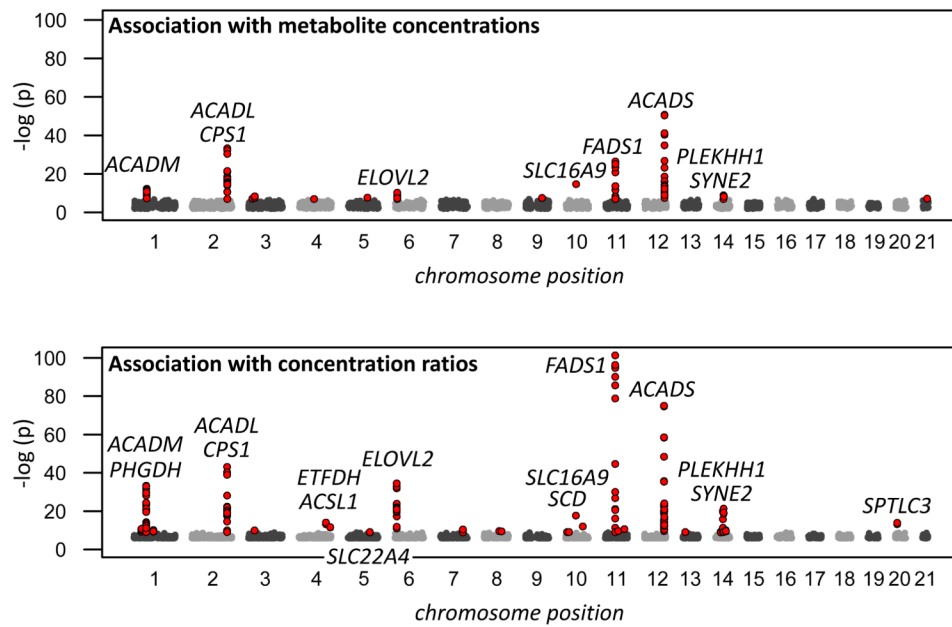 Association with metabolite concentrations
-log (p)
100
80
60
40
20
0
ACADM
ACADL
CPS1
ELOVL2
SLC16A9
FADS1
ACADS
PLEKHH1
SYNE2
1 2 3 4 5 6 7 8 9 10 11 12 13 14 15 16 17 18 19 20 21
chromosome position
Association with concentration ratios
-log (p)
100
80
60
40
20
0
ACADM
PHGDH
ACADL
CPS1
ETFDH
ACSL1
SLC22A4
ELOVL2
SLC16A9
SCD
FADS1
ACADS
PLEKHH1
SYNE2
SPTLC3
1 2 3 4 5 6 7 8 9 10 11 12 13 14 15 16 17 18 19 20 21
chromosome position